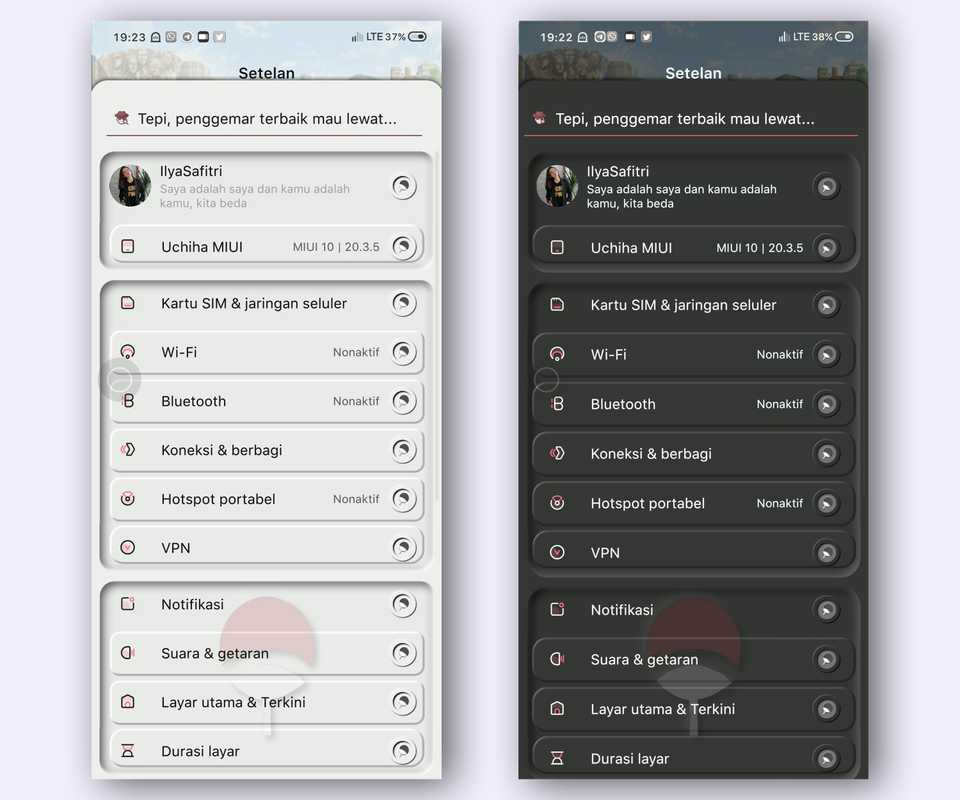 19:23
LTE 37%
Setelan
Tepi, penggemar terbaik mau lewat...
IlyaSafitri
Saya adalah saya dan kamu adalah
kamu, kita beda
Uchiha MIUI MIUI 10 | 20.3.5
Kartu SIM & jaringan seluler
Wi-Fi Nonaktif
Bluetooth Nonaktif
Koneksi & berbagi
Hotspot portabel Nonaktif
VPN
Notifikasi
Suara & getaran
Layar utama & Terkini
Durasi layar
19:22
LTE 38%
Setelan
Tepi, penggemar terbaik mau lewat...
IlyaSafitri
Saya adalah saya dan kamu adalah
kamu, kita beda
Uchiha MIUI MIUI 10 | 20.3.5
Kartu SIM & jaringan seluler
Wi-Fi Nonaktif
Bluetooth Nonaktif
Koneksi & berbagi
Hotspot portabel Nonaktif
VPN
Notifikasi
Suara & getaran
Layar utama & Terkini
Durasi layar